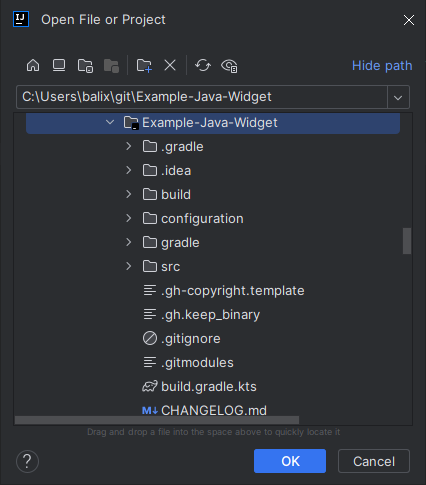 IJ Open File or Project
Hide path
C:\Users\balix\git\Example-Java-Widget
Example-Java-Widget
.gradle
.idea
build
configuration
gradle
src
.gh-copyright.template
.gh.keep_binary
.gitignore
.gitmodules
build.gradle.kts
M↓ CHANGELOG.md
Drag and drop a file into the space above to quickly locate it
? OK Cancel